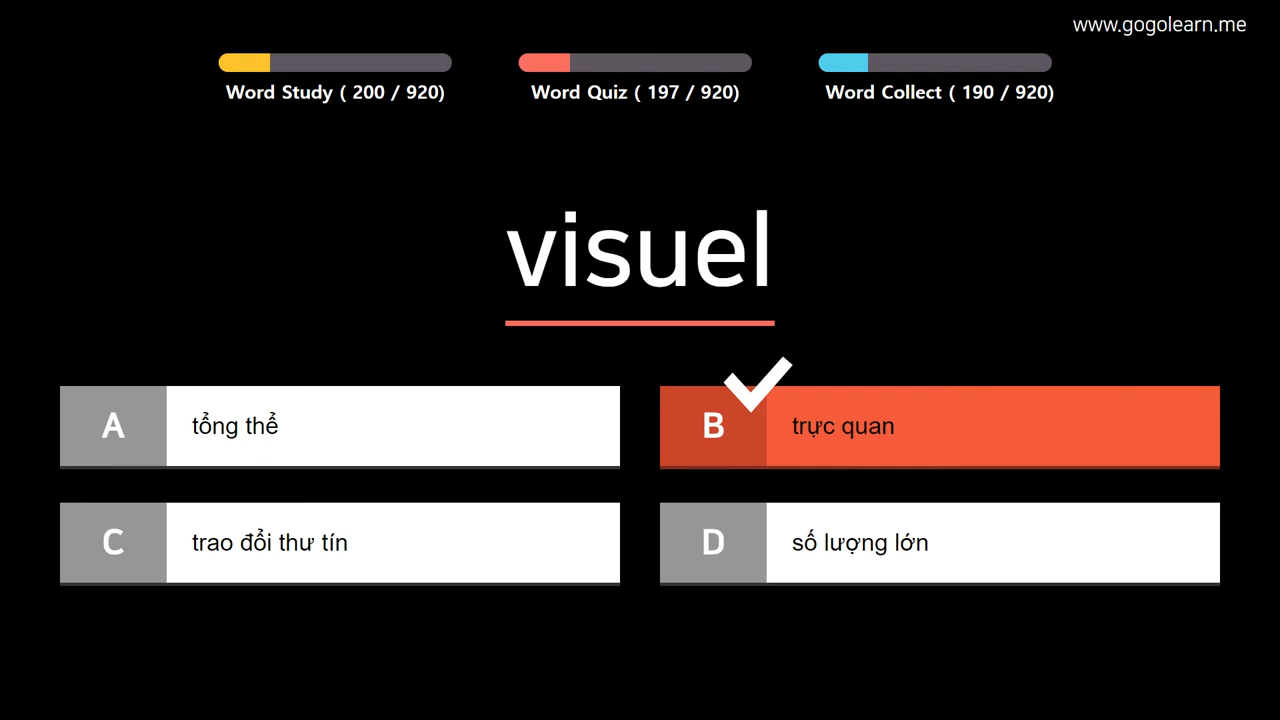 www.gogolearn.me
Word Study ( 200 / 920)
Word Quiz ( 197 / 920)
Word Collect ( 190 / 920)
visuel
A
tổng thể
B
trực quan
C
trao đổi thư tín
D
số lượng lớn